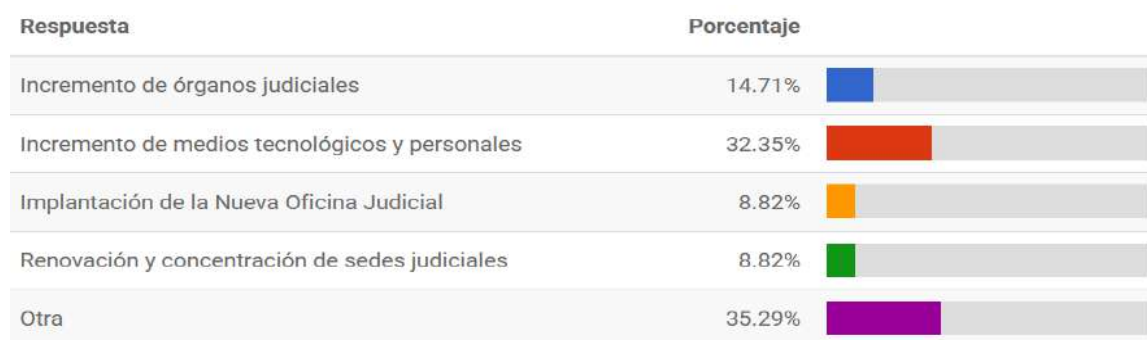 Respuesta Porcentaje
Incremento de órganos judiciales 14.71%
Incremento de medios tecnológicos y personales 32.35%
Implantación de la Nueva Oficina Judicial 8.82%
Renovación y concentración de sedes judiciales 8.82%
Otra 35.29%